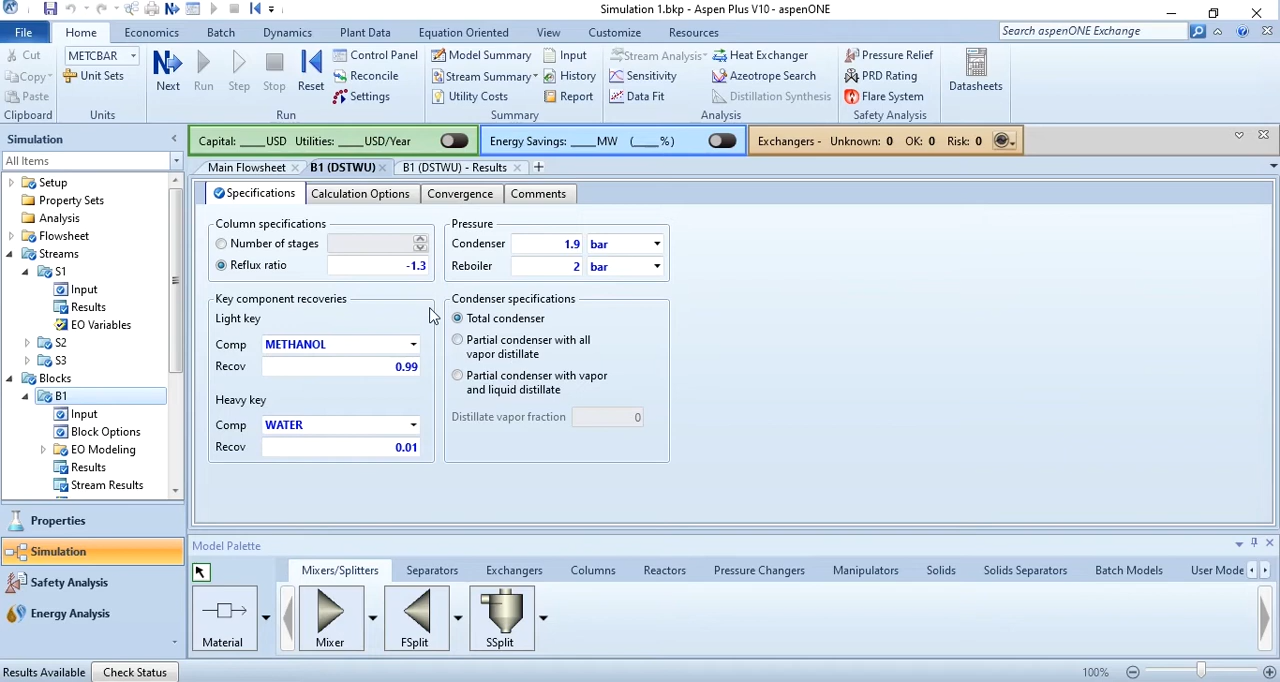 Simulation 1.bkp - Aspen Plus V10 - aspenONE
File Home Economics Batch Dynamics Plant Data Equation Oriented View Customize Resources Search aspenONE Exchange
Cut METCBAR Control Panel Model Summary Input Stream Analysis Heat Exchanger Pressure Relief
Copy Unit Sets Next Run Step Stop Reset Reconcile Stream Summary History Sensitivity Azeotrope Search PRD Rating Datasheets
Paste Settings Utility Costs Report Data Fit Distillation Synthesis Flare System
Clipboard Units Run Summary Analysis Safety Analysis
Simulation Capital: ____USD Utilities: ____USD/Year Energy Savings: ____MW (____%) Exchangers - Unknown: 0 OK: 0 Risk: 0
All Items Main Flowsheet B1 (DSTWU) B1 (DSTWU) - Results +
Setup
Property Sets
Analysis
Flowsheet
Streams
S1
Input
Results
EO Variables
S2
S3
Blocks
B1
Input
Block Options
EO Modeling
Results
Stream Results
Properties
Simulation
Safety Analysis
Energy Analysis
Specifications Calculation Options Convergence Comments
Column specifications
Number of stages
Reflux ratio -1.3
Pressure
Condenser 1.9 bar
Reboiler 2 bar
Key component recoveries
Light key
Comp METHANOL
Recov 0.99
Heavy key
Comp WATER
Recov 0.01
Condenser specifications
Total condenser
Partial condenser with all
vapor distillate
Partial condenser with vapor
and liquid distillate
Distillate vapor fraction 0
Model Palette
Mixers/Splitters Separators Exchangers Columns Reactors Pressure Changers Manipulators Solids Solids Separators Batch Models User Mode
Material Mixer FSplit SSplit
Results Available Check Status 100%